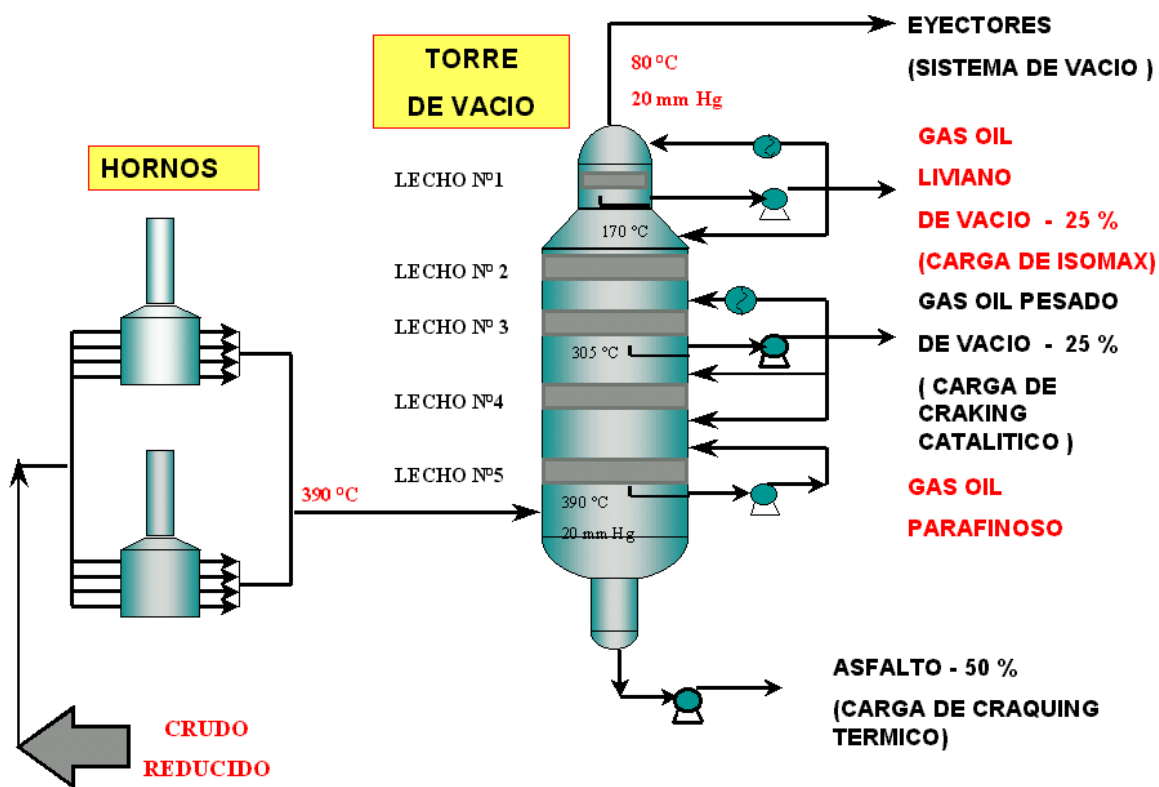 TORRE
DE VACIO
80 ºC
20 mm Hg
EYECTORES
(SISTEMA DE VACIO )
HORNOS
LECHO Nº1
GAS OIL
LIVIANO
DE VACIO - 25 %
(CARGA DE ISOMAX)
170 ºC
LECHO Nº 2
GAS OIL PESADO
DE VACIO - 25 %
( CARGA DE
CRAKING
CATALITICO )
LECHO Nº 3
305 ºC
LECHO Nº4
LECHO Nº5
390 ºC
390 ºC
20 mm Hg
GAS OIL
PARAFINOSO
ASFALTO - 50 %
(CARGA DE CRAQUING
TERMICO)
CRUDO
REDUCIDO